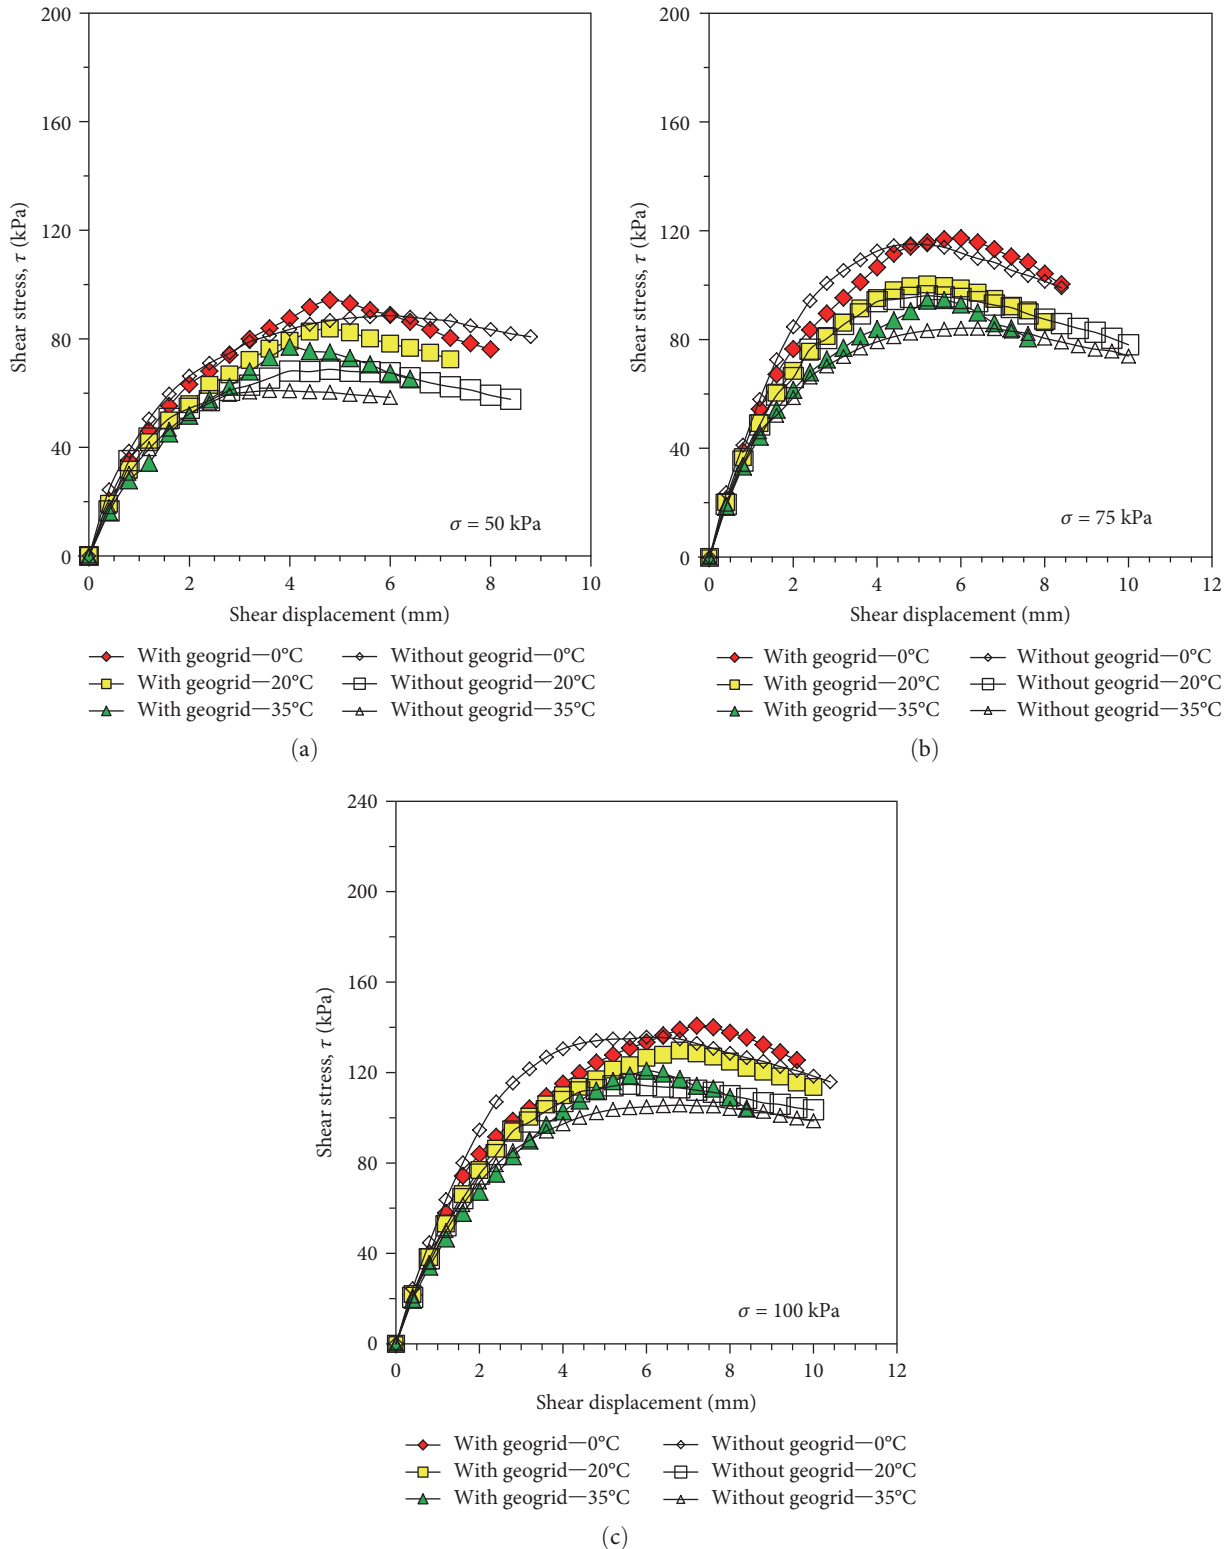 200
160
120
80
40
0
Shear stress, τ (kPa)
σ = 50 kPa
0 2 4 6 8 10
Shear displacement (mm)
With geogrid—0°C Without geogrid—0°C
With geogrid—20°C Without geogrid—20°C
With geogrid—35°C Without geogrid—35°C
(a)
200
160
120
80
40
0
Shear stress, τ (kPa)
σ = 75 kPa
0 2 4 6 8 10 12
Shear displacement (mm)
With geogrid—0°C Without geogrid—0°C
With geogrid—20°C Without geogrid—20°C
With geogrid—35°C Without geogrid—35°C
(b)
240
200
160
120
80
40
0
Shear stress, τ (kPa)
σ = 100 kPa
0 2 4 6 8 10 12
Shear displacement (mm)
With geogrid—0°C Without geogrid—0°C
With geogrid—20°C Without geogrid—20°C
With geogrid—35°C Without geogrid—35°C
(c)